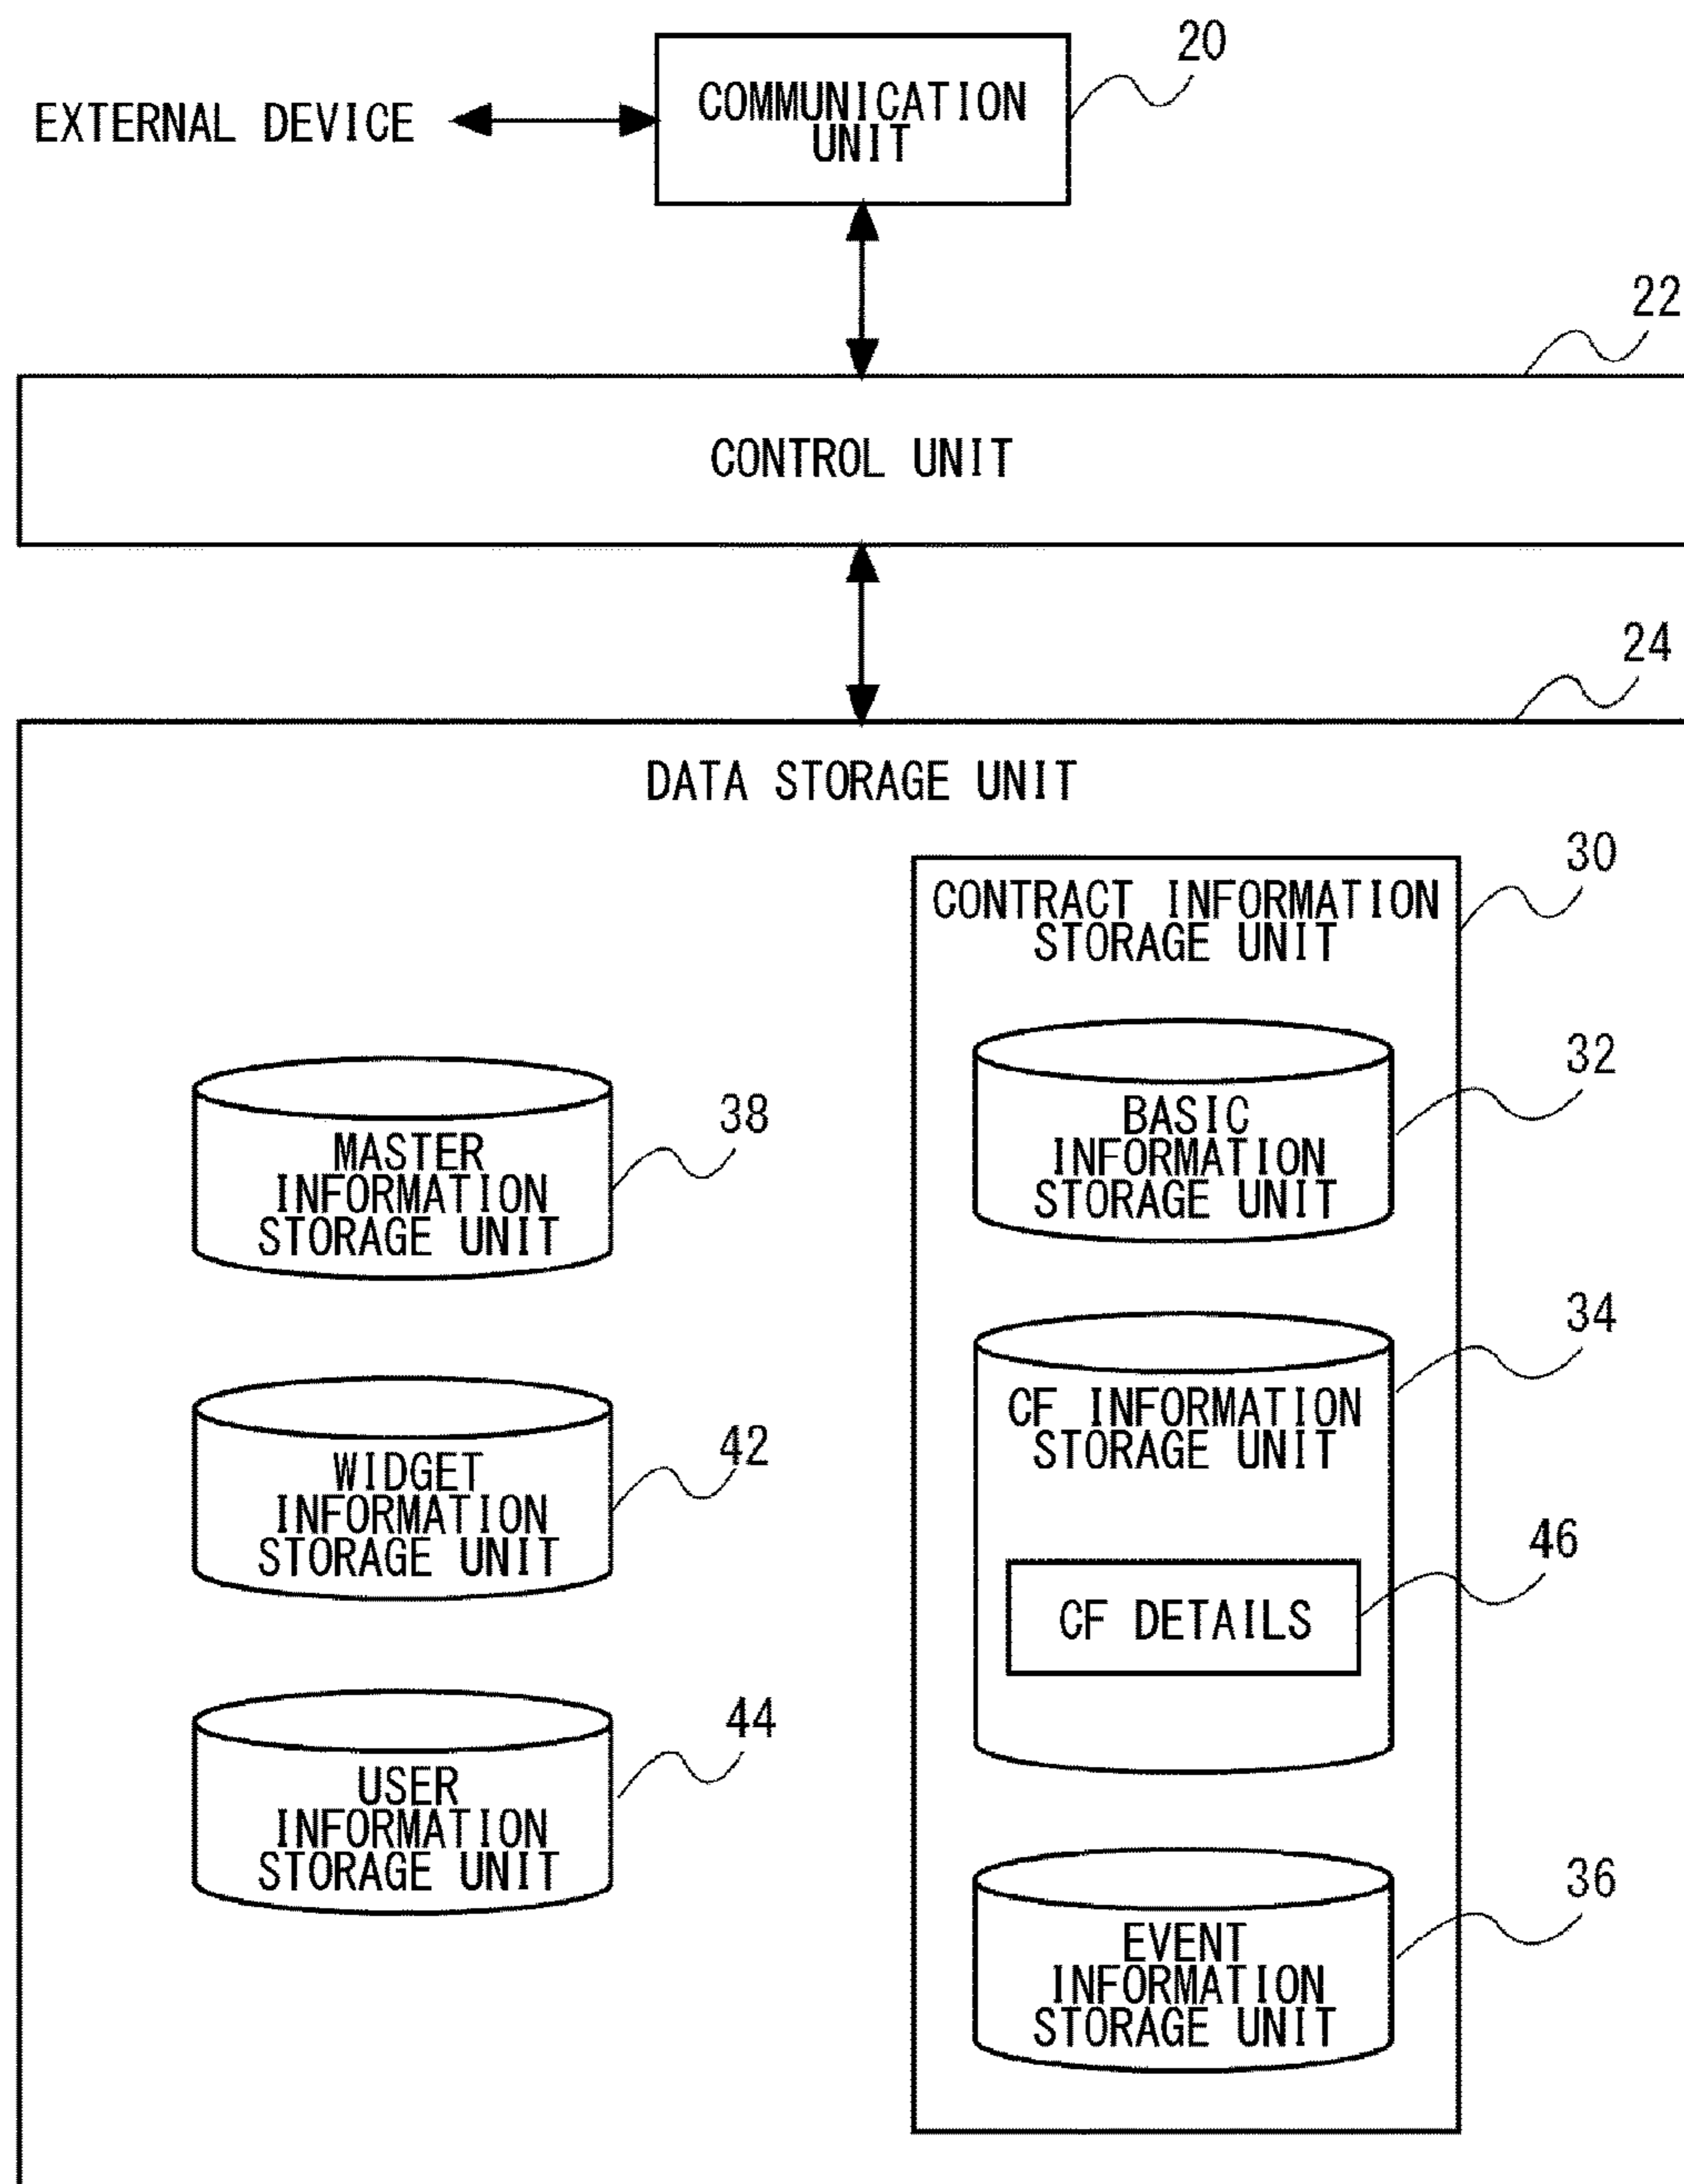 20
EXTERNAL DEVICE
COMMUNICATION
UNIT
22
CONTROL UNIT
24
DATA STORAGE UNIT
30
CONTRACT INFORMATION
STORAGE UNIT
38
MASTER
INFORMATION
STORAGE UNIT
42
WIDGET
INFORMATION
STORAGE UNIT
44
USER
INFORMATION
STORAGE UNIT
32
BASIC
INFORMATION
STORAGE UNIT
34
CF INFORMATION
STORAGE UNIT
46
CF DETAILS
36
EVENT
INFORMATION
STORAGE UNIT